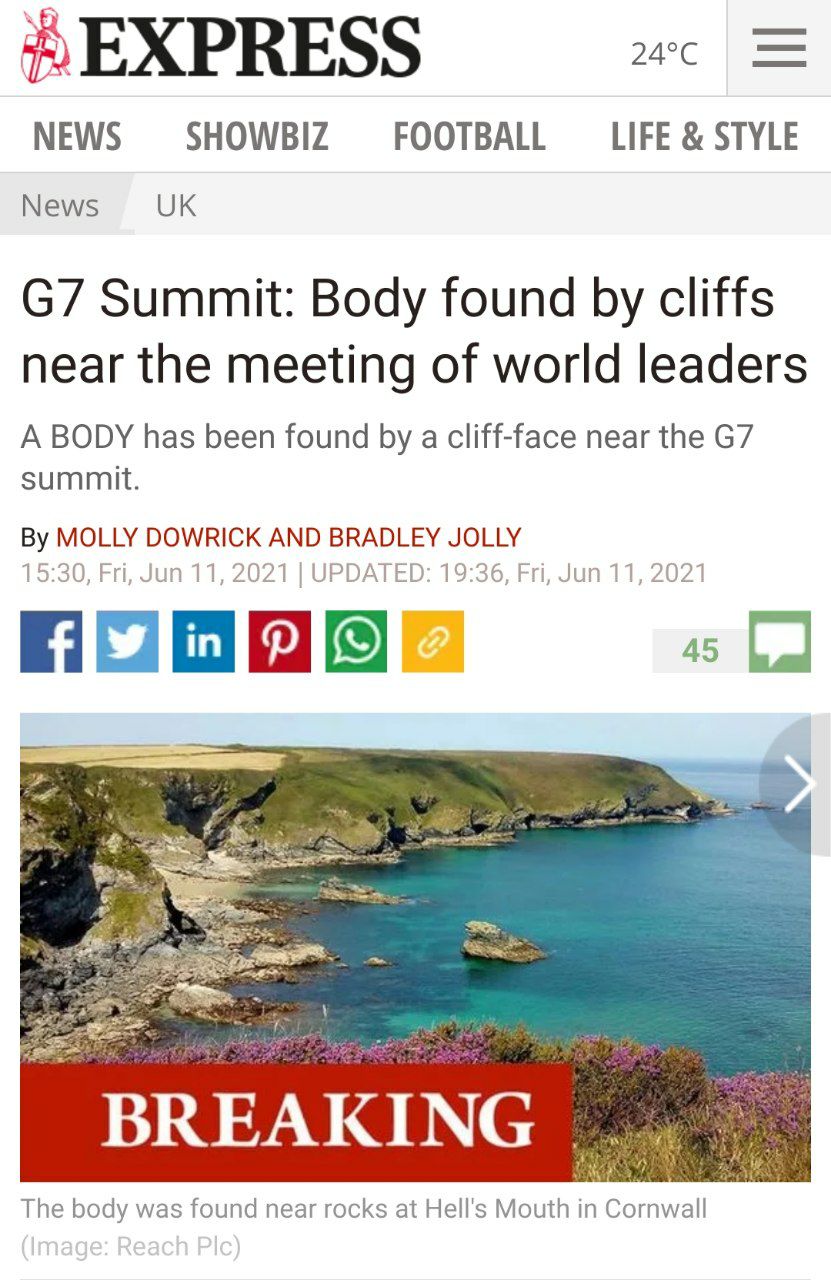 EXPRESS
24°C
NEWS SHOWBIZ FOOTBALL LIFE & STYLE
News UK
G7 Summit: Body found by cliffs
near the meeting of world leaders
A BODY has been found by a cliff-face near the G7
summit.
By MOLLY DOWRICK AND BRADLEY JOLLY
15:30, Fri, Jun 11, 2021 | UPDATED: 19:36, Fri, Jun 11, 2021
45
BREAKING
The body was found near rocks at Hell's Mouth in Cornwall
(Image: Reach Plc)